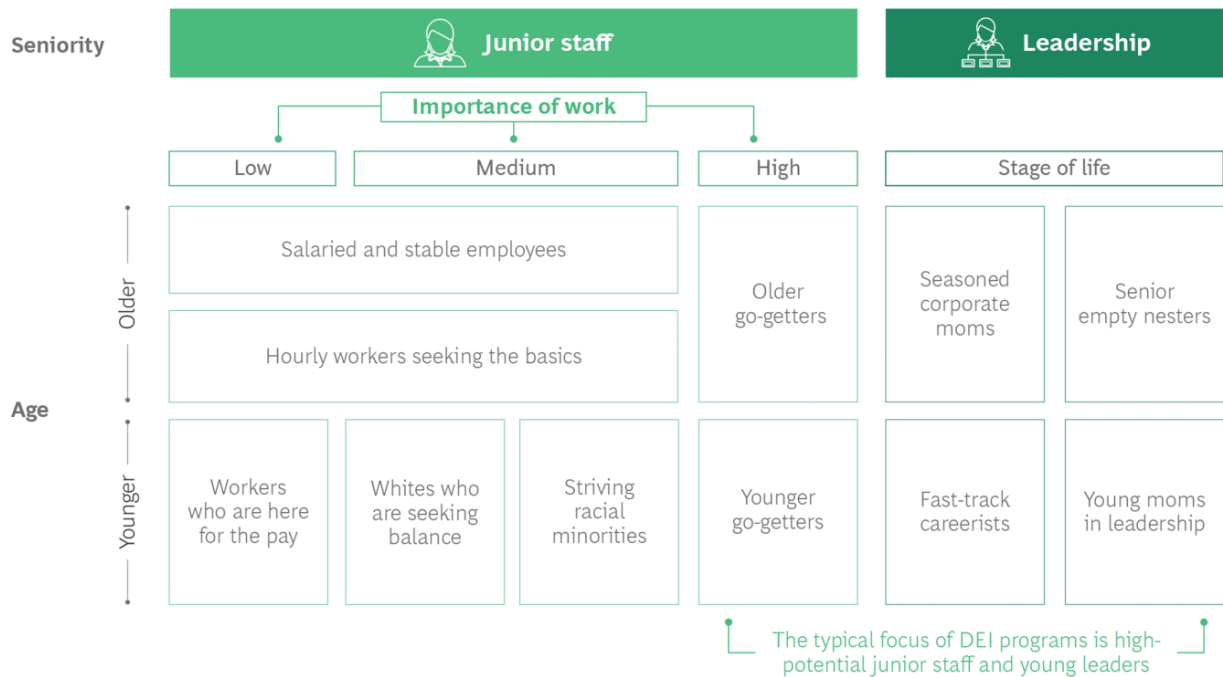 Seniority
Junior staff
Leadership
Importance of work
Low
Medium
High
Stage of life
Older
Salaried and stable employees
Hourly workers seeking the basics
Older
go-getters
Seasoned
corporate
moms
Senior
empty nesters
Age
Younger
Workers
who are here
for the pay
Whites who
are seeking
balance
Striving
racial
minorities
Younger
go-getters
Fast-track
careerists
Young moms
in leadership
The typical focus of DEI programs is high-
potential junior staff and young leaders